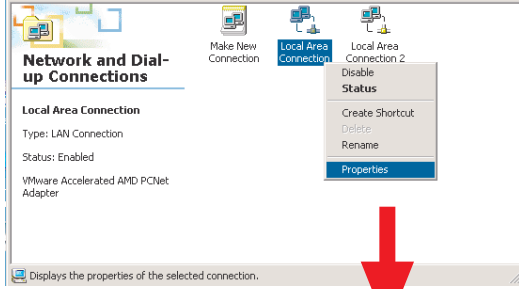 Network and Dial-
up Connections
Local Area Connection
Type: LAN Connection
Status: Enabled
VMware Accelerated AMD PCNet
Adapter
Make New
Connection
Local Area
Connection
Local Area
Connection 2
Disable
Status
Create Shortcut
Delete
Rename
Properties
Displays the properties of the selected connection.